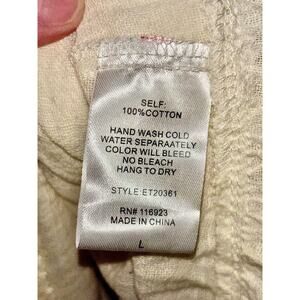 SELF:
100%COTTON
HAND WASH COLD
WATER SEPARAATELY
COLOR WILL BLEED
NO BLEACH
HANG TO DRY
STYLE:ET20361
RN# 116923
MADE IN CHINA
L